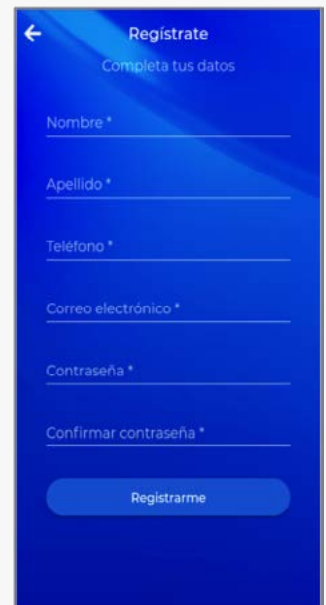 Regístrate
Completa tus datos
Nombre *
Apellido *
Teléfono *
Correo electrónico *
Contraseña *
Confirmar contraseña *
Registrarme